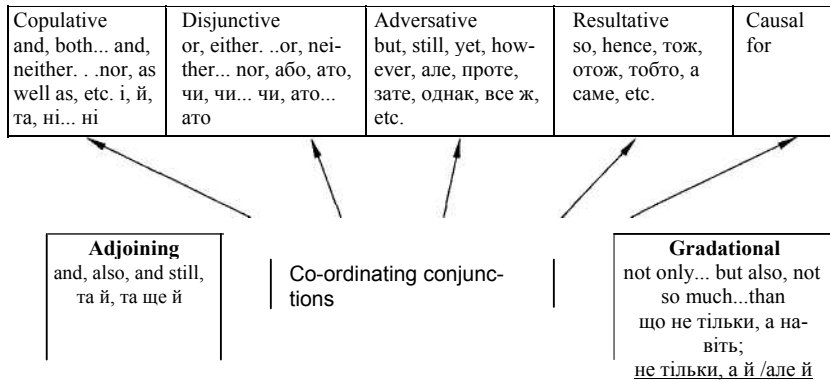 Copulative
and, both... and,
neither. . .nor, as
well as, etc. і, й,
та, ні... ні
Disjunctive
or, either. ..or, nei-
ther... nor, або, ато,
чи, чи... чи, ато...
ато
Adversative
but, still, yet, how-
ever, але, проте,
зате, однак, все ж,
etc.
Resultative
so, hence, тож,
отож, тобто, а
саме, etc.
Causal
for
Adjoining
and, also, and still,
та й, та ще й
Co-ordinating conjunc-
tions
Gradational
not only... but also, not
so much...than
що не тільки, а на-
віть;
не тільки, а й /але й